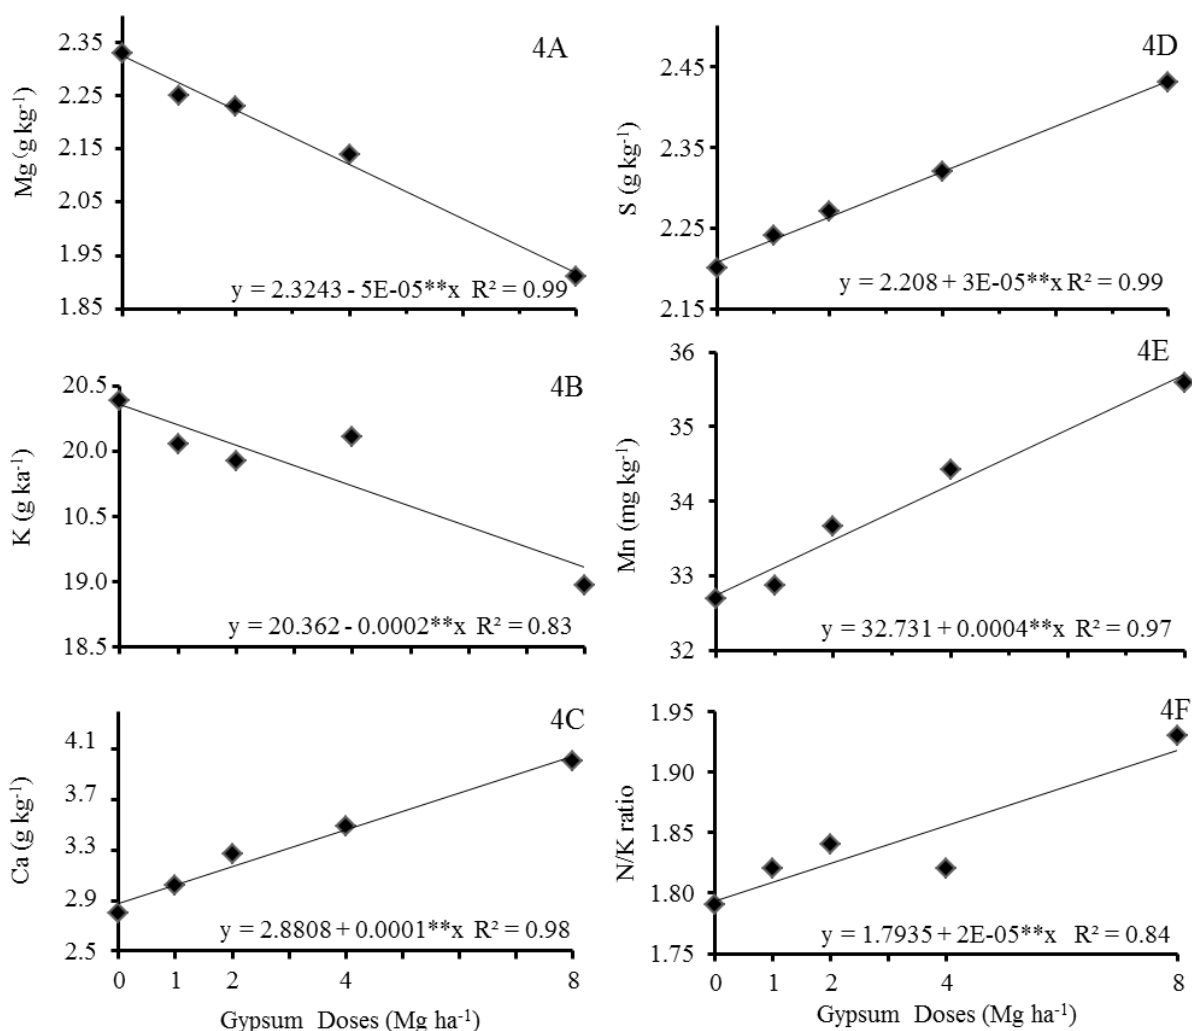 4A
Mg (g kg-1)
2.35
2.25
2.15
2.05
1.95
1.85
y = 2.3243 - 5E-05**x R² = 0.99
4B
K (g ka-1)
20.5
20.0
10.5
19.0
18.5
y = 20.362 - 0.0002**x R² = 0.83
4C
Ca (g kg-1)
4.1
3.7
3.3
2.9
2.5
y = 2.8808 + 0.0001**x R² = 0.98
0 1 2 4 8
Gypsum Doses (Mg ha-1)
4D
S (g kg-1)
2.45
2.35
2.25
2.15
y = 2.208 + 3E-05**x R² = 0.99
4E
Mn (mg kg-1)
36
35
34
33
32
y = 32.731 + 0.0004**x R² = 0.97
4F
N/K ratio
1.95
1.90
1.85
1.80
1.75
y = 1.7935 + 2E-05**x R² = 0.84
0 1 2 4 8
Gypsum Doses (Mg ha-1)